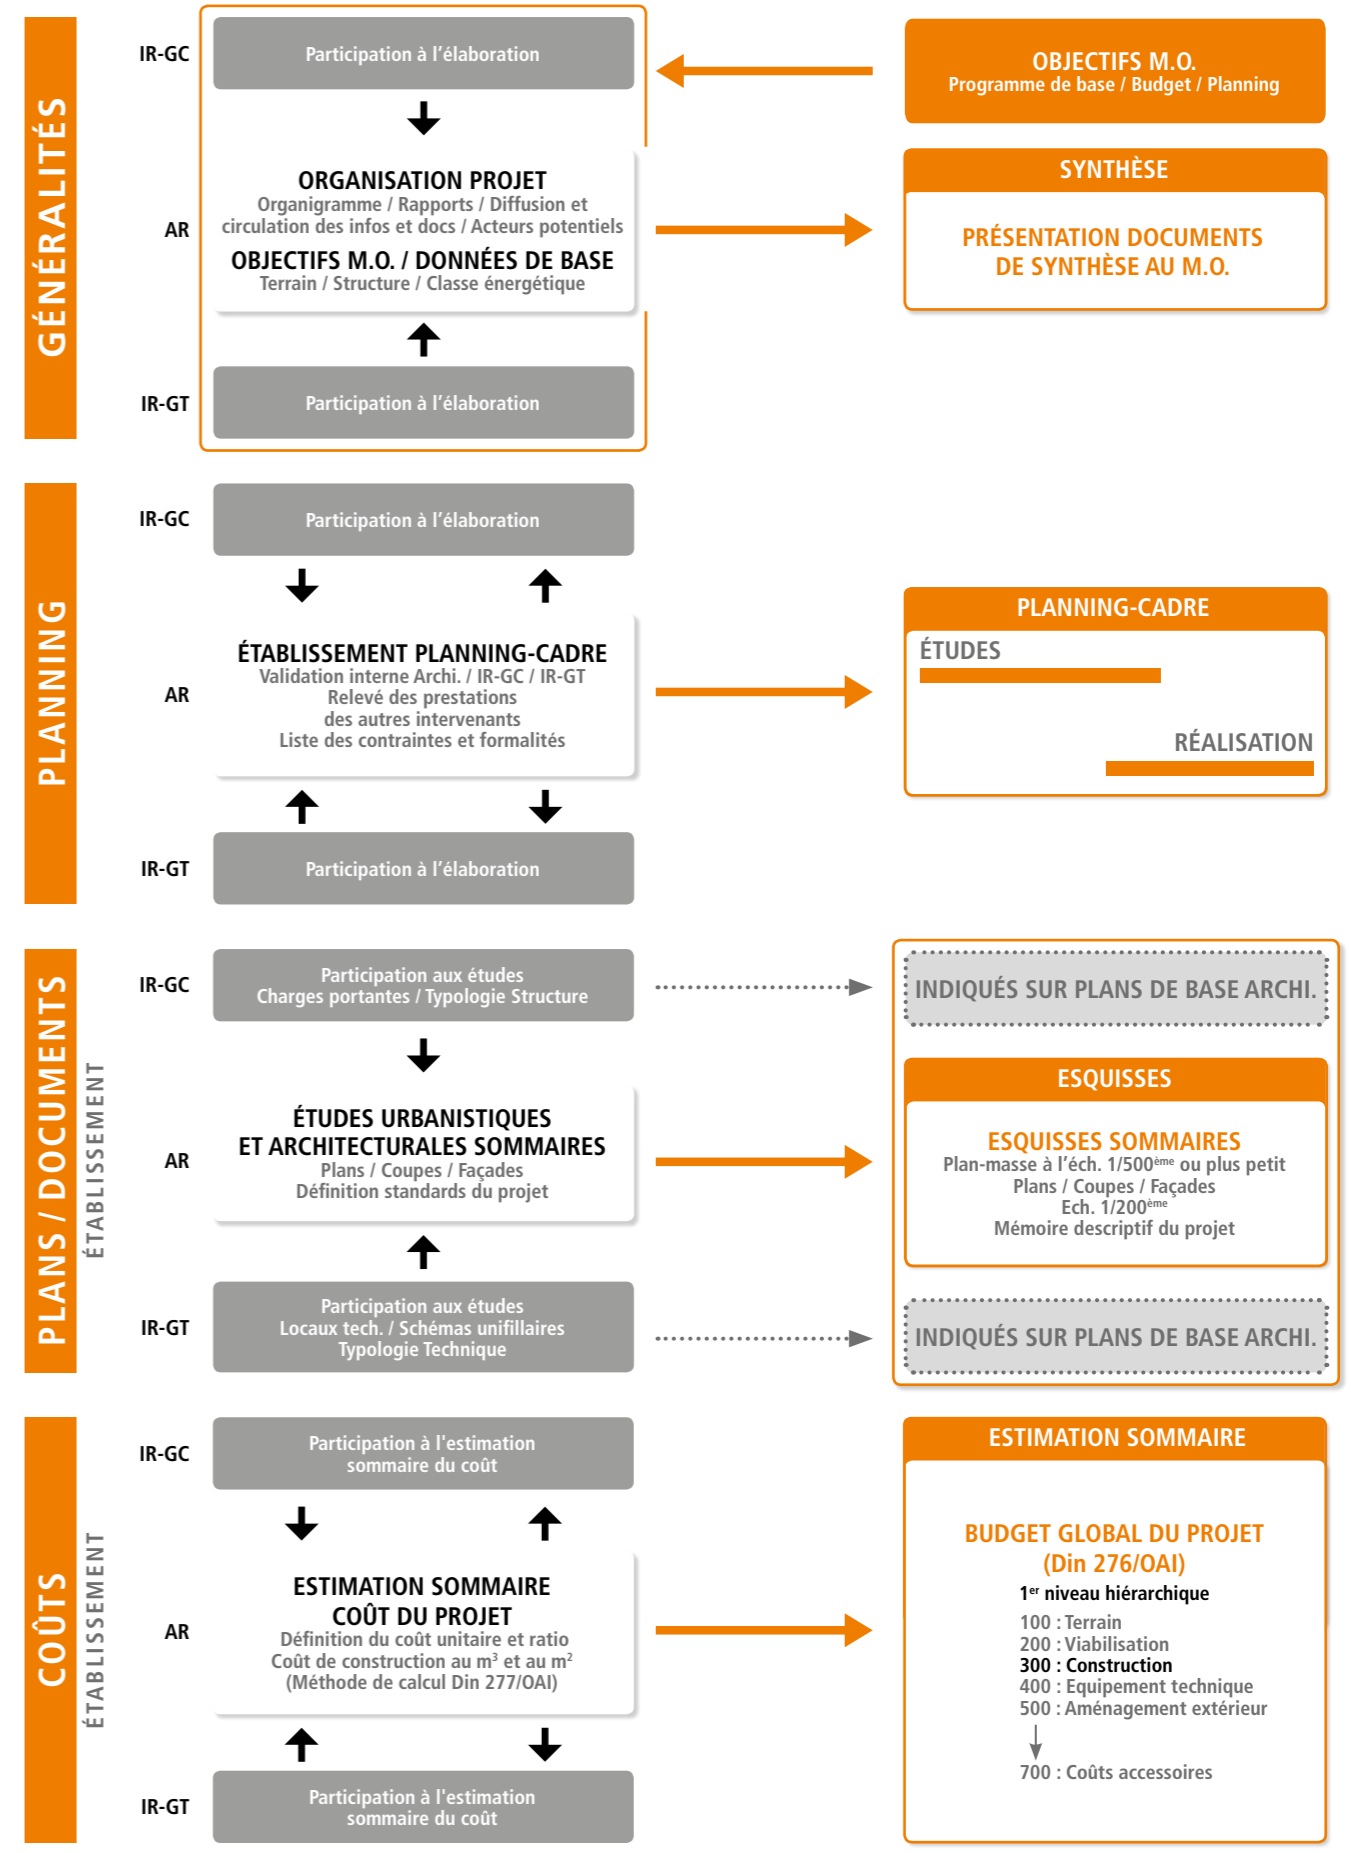 GÉNÉRALITÉS
IR-GC
Participation à l’élaboration
OBJECTIFS M.O.
Programme de base / Budget / Planning
AR
ORGANISATION PROJET
Organigramme / Rapports / Diffusion et
circulation des infos et docs / Acteurs potentiels
OBJECTIFS M.O. / DONNÉES DE BASE
Terrain / Structure / Classe énergétique
SYNTHÈSE
PRÉSENTATION DOCUMENTS
DE SYNTHÈSE AU M.O.
IR-GT
Participation à l’élaboration
PLANNING
IR-GC
Participation à l’élaboration
AR
ÉTABLISSEMENT PLANNING-CADRE
Validation interne Archi. / IR-GC / IR-GT
Relevé des prestations
des autres intervenants
Liste des contraintes et formalités
PLANNING-CADRE
ÉTUDES
RÉALISATION
IR-GT
Participation à l’élaboration
PLANS / DOCUMENTS
ÉTABLISSEMENT
IR-GC
Participation aux études
Charges portantes / Typologie Structure
INDIQUÉS SUR PLANS DE BASE ARCHI.
AR
ÉTUDES URBANISTIQUES
ET ARCHITECTURALES SOMMAIRES
Plans / Coupes / Façades
Définition standards du projet
ESQUISSES
ESQUISSES SOMMAIRES
Plan-masse à l’éch. 1/500ème ou plus petit
Plans / Coupes / Façades
Ech. 1/200ème
Mémoire descriptif du projet
IR-GT
Participation aux études
Locaux tech. / Schémas unifillaires
Typologie Technique
INDIQUÉS SUR PLANS DE BASE ARCHI.
COÛTS
ÉTABLISSEMENT
IR-GC
Participation à l'estimation
sommaire du coût
AR
ESTIMATION SOMMAIRE
COÛT DU PROJET
Définition du coût unitaire et ratio
Coût de construction au m³ et au m²
(Méthode de calcul Din 277/OAI)
ESTIMATION SOMMAIRE
BUDGET GLOBAL DU PROJET
(Din 276/OAI)
1er niveau hiérarchique
100 : Terrain
200 : Viabilisation
300 : Construction
400 : Equipement technique
500 : Aménagement extérieur
700 : Coûts accessoires
IR-GT
Participation à l'estimation
sommaire du coût